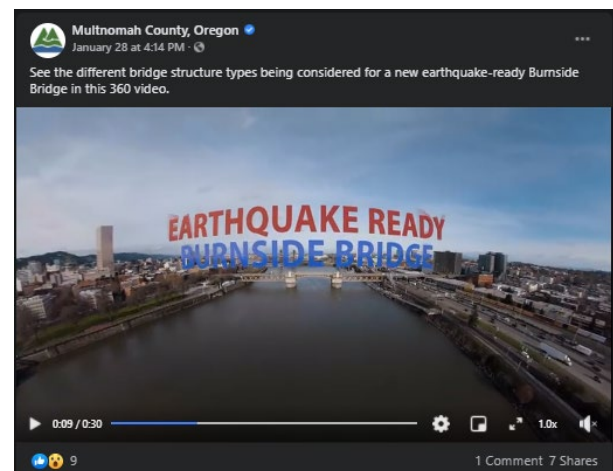 Multnomah County, Oregon
January 28 at 4:14 PM ·
See the different bridge structure types being considered for a new earthquake-ready Burnside
Bridge in this 360 video.
EARTHQUAKE READY
BURNSIDE BRIDGE
0:09 / 0:30
1.0x
9
1 Comment 7 Shares